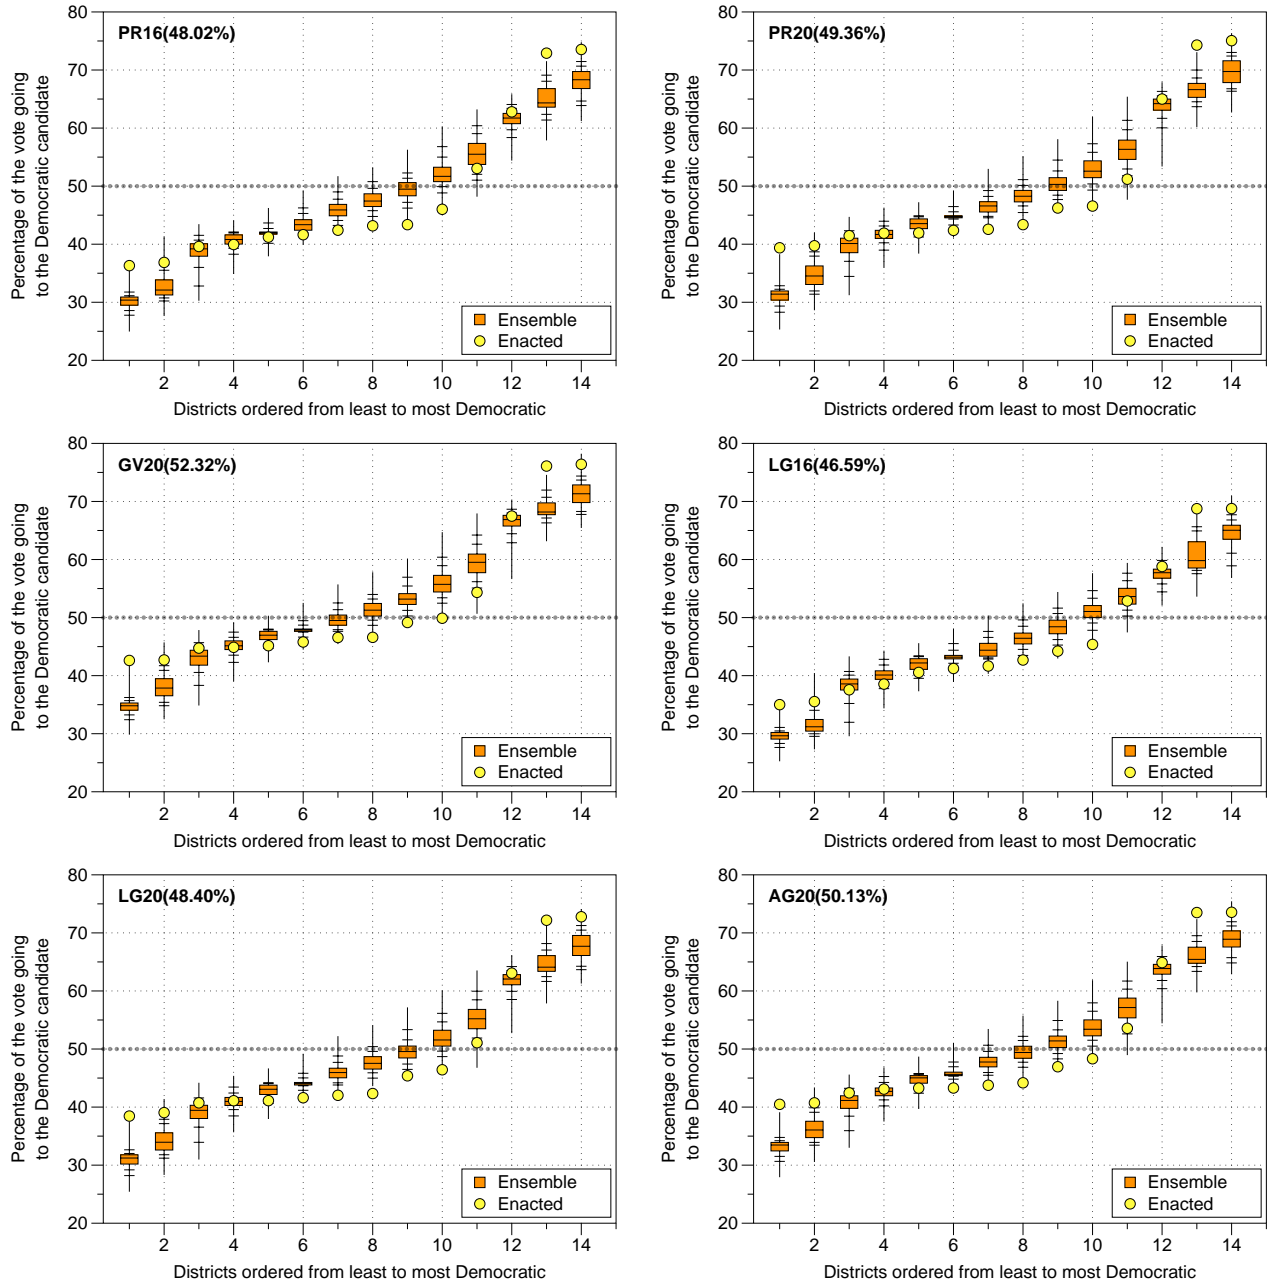 PR16(48.02%)
Percentage of the vote going
to the Democratic candidate
80
70
60
50
40
30
20
2 4 6 8 10 12 14
Districts ordered from least to most Democratic
Ensemble
Enacted
PR20(49.36%)
Percentage of the vote going
to the Democratic candidate
80
70
60
50
40
30
20
2 4 6 8 10 12 14
Districts ordered from least to most Democratic
Ensemble
Enacted
GV20(52.32%)
Percentage of the vote going
to the Democratic candidate
80
70
60
50
40
30
20
2 4 6 8 10 12 14
Districts ordered from least to most Democratic
Ensemble
Enacted
LG16(46.59%)
Percentage of the vote going
to the Democratic candidate
80
70
60
50
40
30
20
2 4 6 8 10 12 14
Districts ordered from least to most Democratic
Ensemble
Enacted
LG20(48.40%)
Percentage of the vote going
to the Democratic candidate
80
70
60
50
40
30
20
2 4 6 8 10 12 14
Districts ordered from least to most Democratic
Ensemble
Enacted
AG20(50.13%)
Percentage of the vote going
to the Democratic candidate
80
70
60
50
40
30
20
2 4 6 8 10 12 14
Districts ordered from least to most Democratic
Ensemble
Enacted